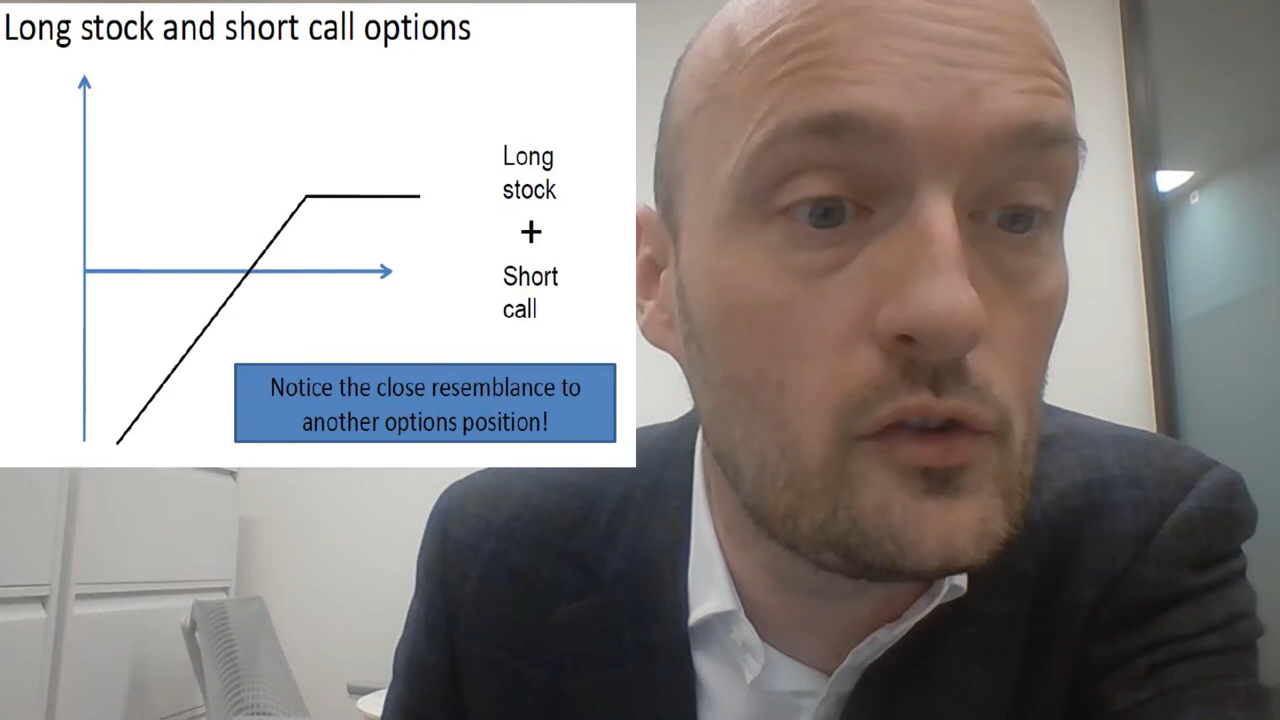 Long stock and short call options
Long
stock
+
Short
call
Notice the close resemblance to
another options position!